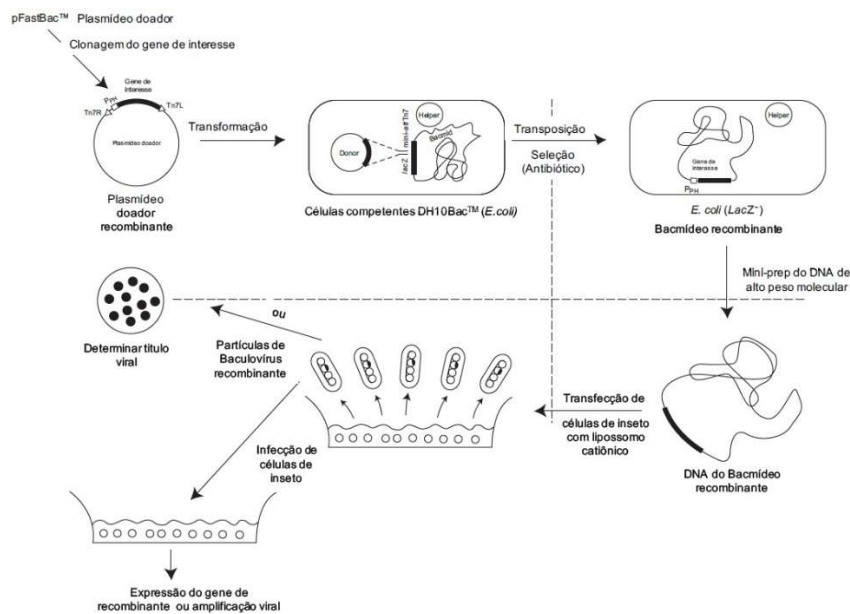 pFastBac™ Plasmídeo doador
Clonagem do gene de interesse
Gene de
interesse
PPH
Tn7R
Tn7L
Plasmídeo doador
Plasmídeo
doador
recombinante
Transformação
Donor
lacZ
mini-attTn7
Helper
Bacmid
Células competentes DH10Bac™ (E.coli)
Transposição
Seleção
(Antibiótico)
Helper
Gene de
interesse
PPH
E. coli (LacZ⁻)
Bacmídeo recombinante
Mini-prep do DNA de
alto peso molecular
Determinar título
viral
ou
Partículas de
Baculovírus
recombinante
Transfecção de
células de inseto
com lipossomo
catiônico
DNA do Bacmídeo
recombinante
Infecção de
células de
inseto
Expressão do gene de
recombinante ou amplificação viral